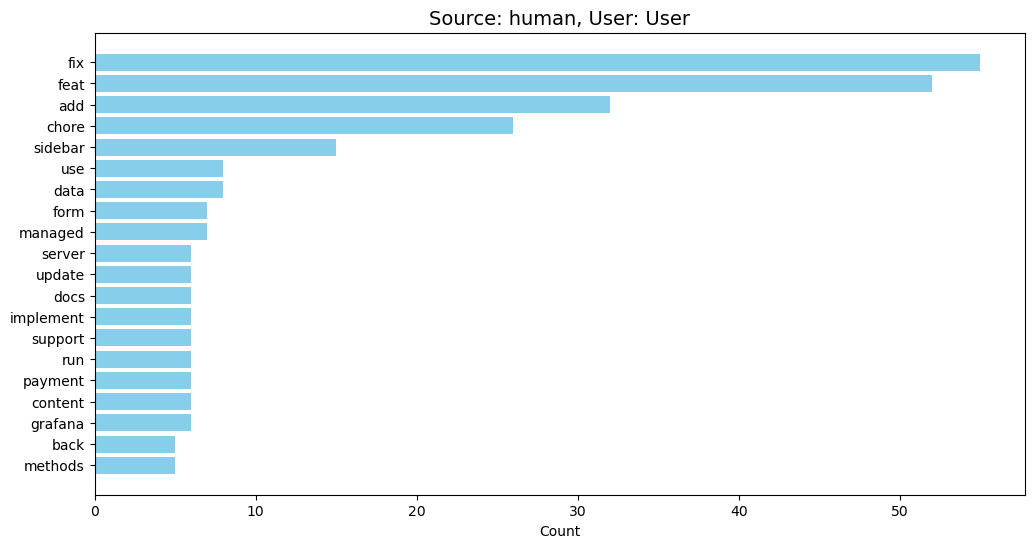 Source: human, User: User
fix
feat
add
chore
sidebar
use
data
form
managed
server
update
docs
implement
support
run
payment
content
grafana
back
methods
0 10 20 30 40 50
Count